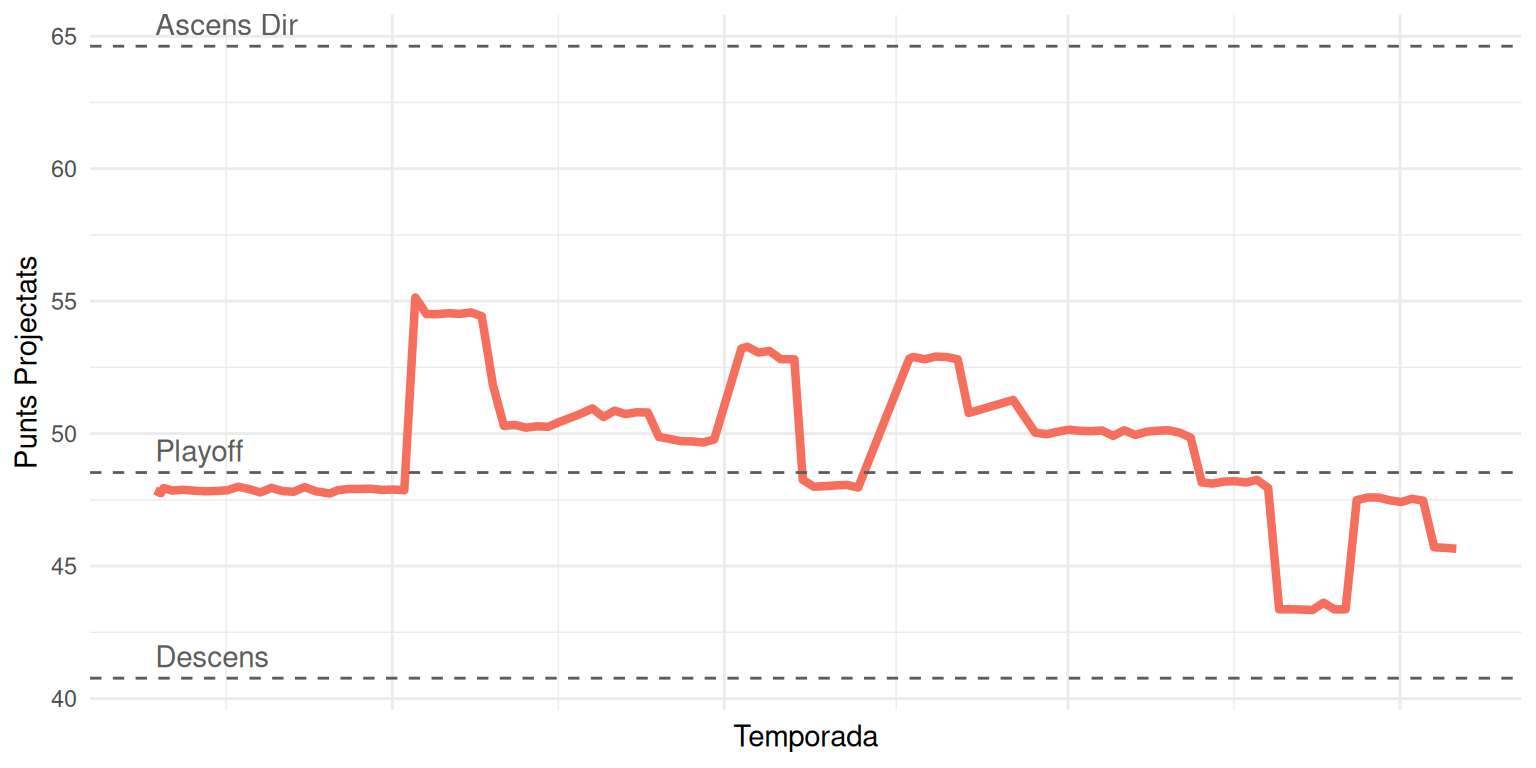 Ascens Dir
65
60
55
50
Playoff
45
Descens
40
Punts Projectats
Temporada